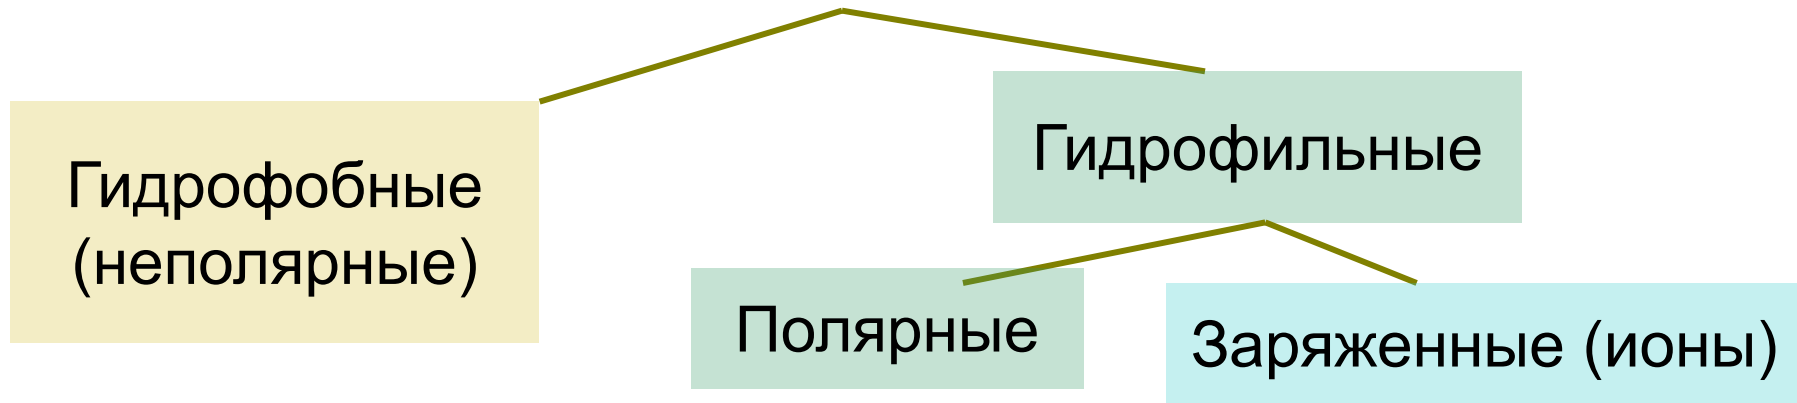 Гидрофобные
(неполярные)
Гидрофильные
Полярные
Заряженные (ионы)